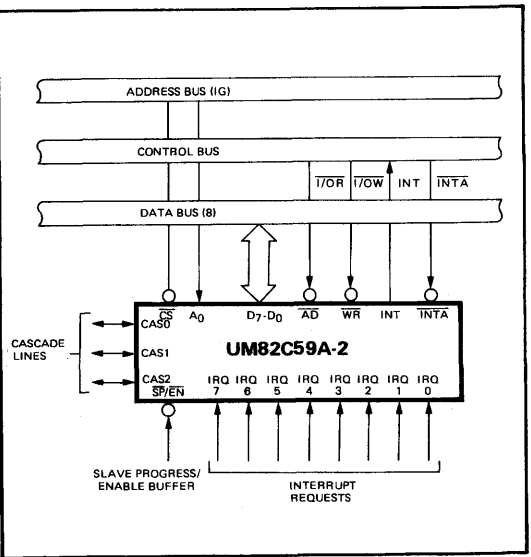 ADDRESS BUS (IG)
CONTROL BUS
I/OR I/OW INT INTA
DATA BUS (8)
CS A0 D7-D0 AD WR INT INTA
CAS0
CASCADE
LINES
CAS1
UM82C59A-2
CAS2
SP/EN
IRQ IRQ IRQ IRQ IRQ IRQ IRQ IRQ
7 6 5 4 3 2 1 0
SLAVE PROGRESS/
ENABLE BUFFER
INTERRUPT
REQUESTS